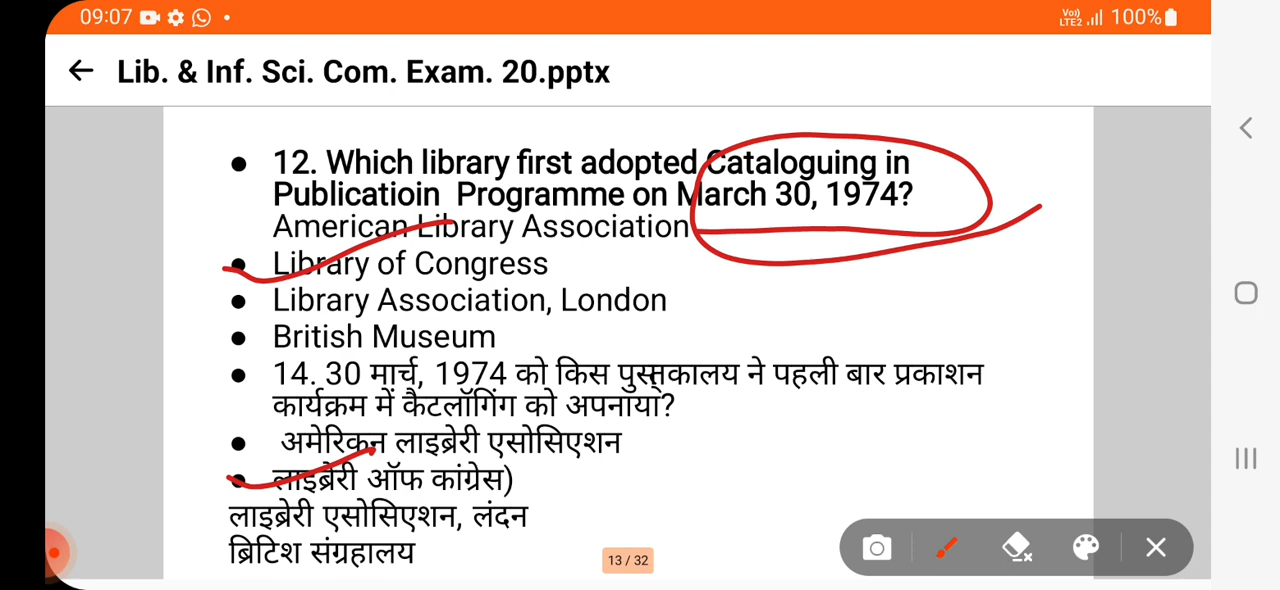 09:07
Vo)) LTE2 100%
Lib. & Inf. Sci. Com. Exam. 20.pptx
● 12. Which library first adopted Cataloguing in
Publicatioin Programme on March 30, 1974?
American Library Association
● Library of Congress
● Library Association, London
● British Museum
● 14. 30 मार्च, 1974 को किस पुस्तकालय ने पहली बार प्रकाशन
कार्यक्रम में कैटलॉगिंग को अपनाया?
● अमेरिकन लाइब्रेरी एसोसिएशन
● लाइब्रेरी ऑफ कांग्रेस)
लाइब्रेरी एसोसिएशन, लंदन
ब्रिटिश संग्रहालय
13 / 32